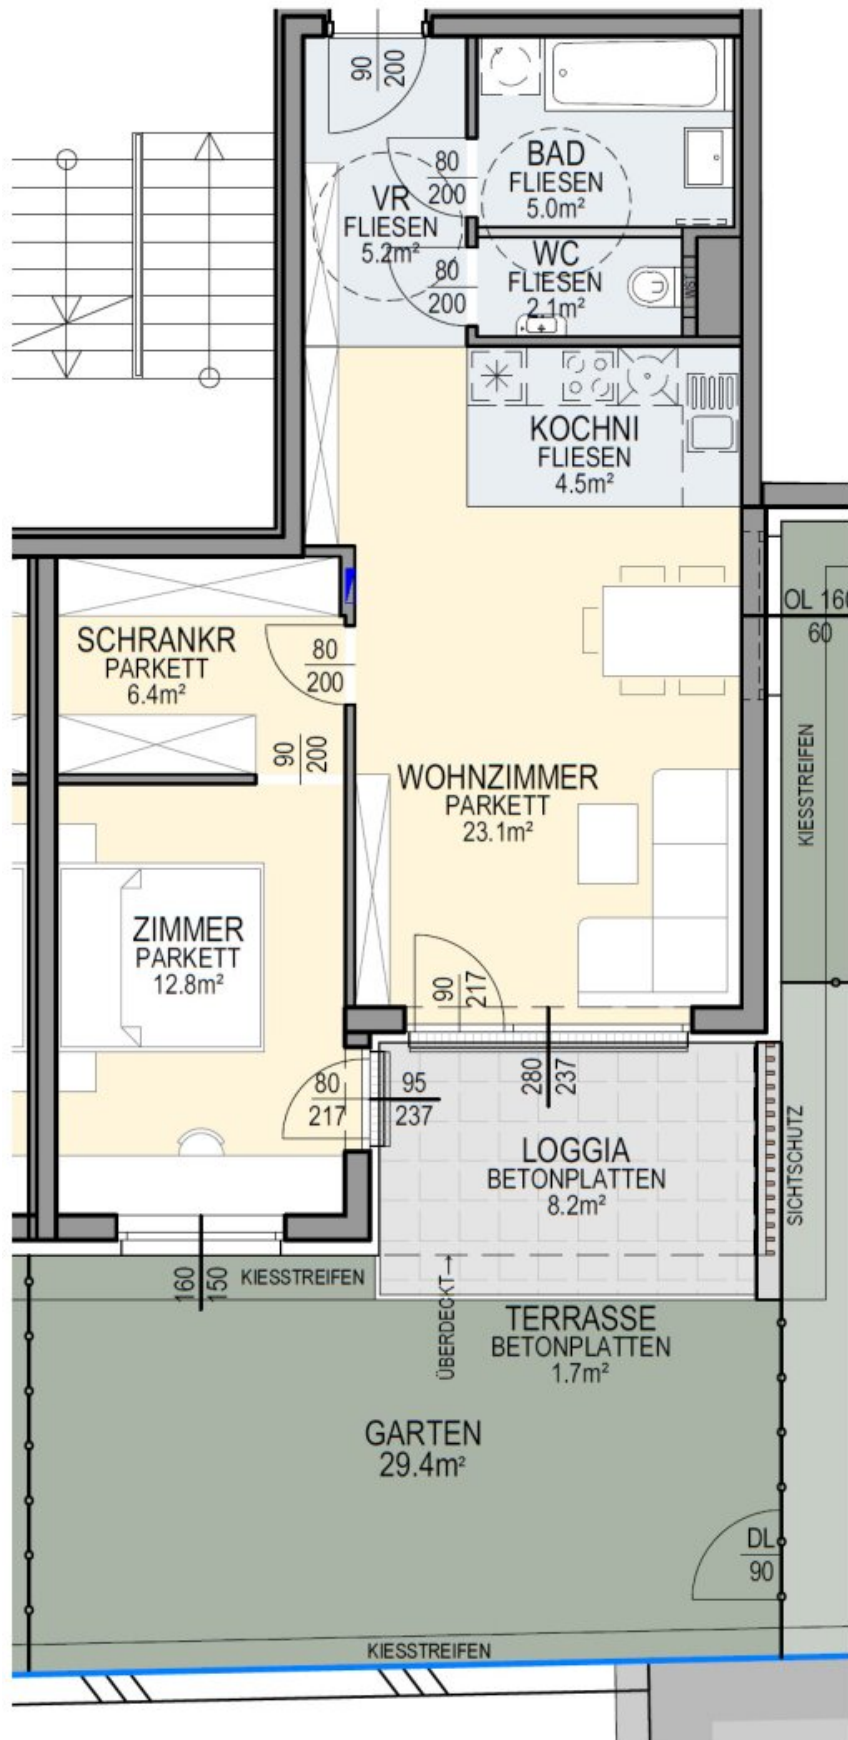 90
200
BAD
FLIESEN
5.0m²
80
200
VR
FLIESEN
5.2m²
WC
FLIESEN
2.1m²
80
200
WST
KOCHNI
FLIESEN
4.5m²
OL 160
60
SCHRANKR
PARKETT
6.4m²
80
200
90
200
KIESSTREIFEN
WOHNZIMMER
PARKETT
23.1m²
ZIMMER
PARKETT
12.8m²
90
217
280
237
80
217
95
237
LOGGIA
BETONPLATTEN
8.2m²
SICHTSCHUTZ
160
150
KIESSTREIFEN
ÜBERDECKT→
TERRASSE
BETONPLATTEN
1.7m²
GARTEN
29.4m²
DL
90
KIESSTREIFEN